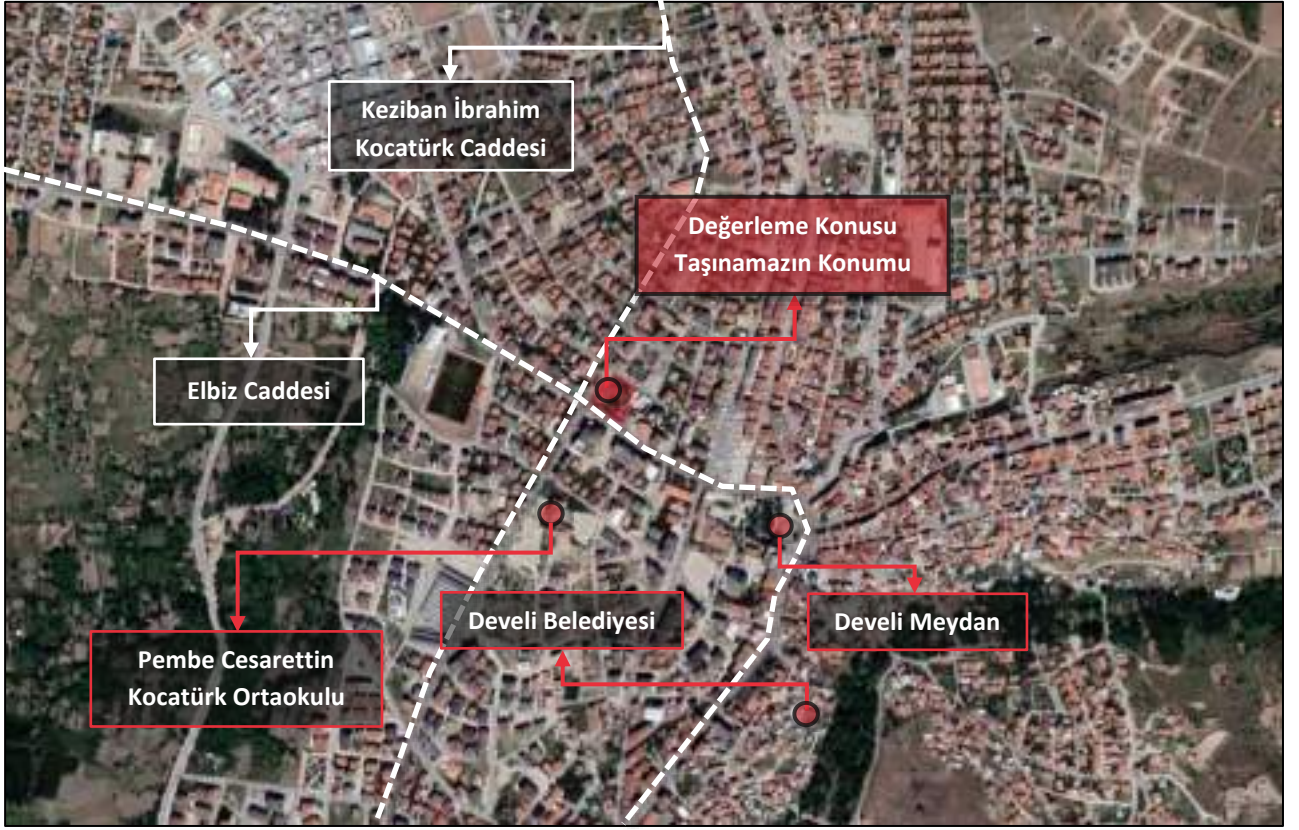 Keziban İbrahim
Kocatürk Caddesi
Değerleme Konusu
Taşınamazın Konumu
Elbiz Caddesi
Develi Belediyesi
Develi Meydan
Pembe Cesarettin
Kocatürk Ortaokulu